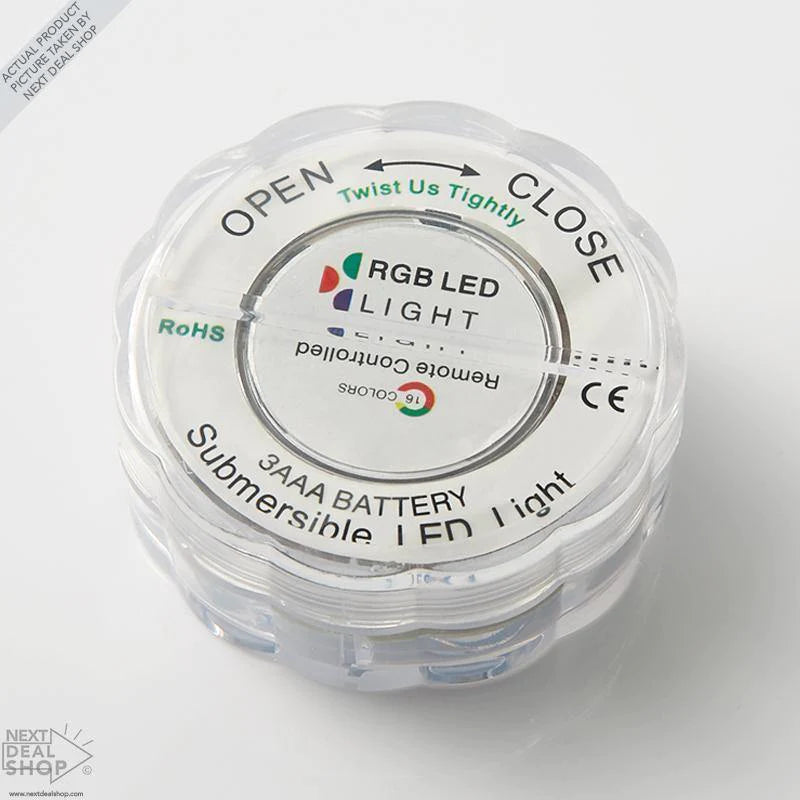 ACTUAL PRODUCT
PICTURE TAKEN BY
NEXT DEAL SHOP
OPEN
CLOSE
Twist Us Tightly
RGB LED
LIGHT
Remote Controlled
16 COLORS
RoHS
CE
3AAA BATTERY
Submersible LED Light
NEXT
DEAL
SHOP ©
www.nextdealshop.com